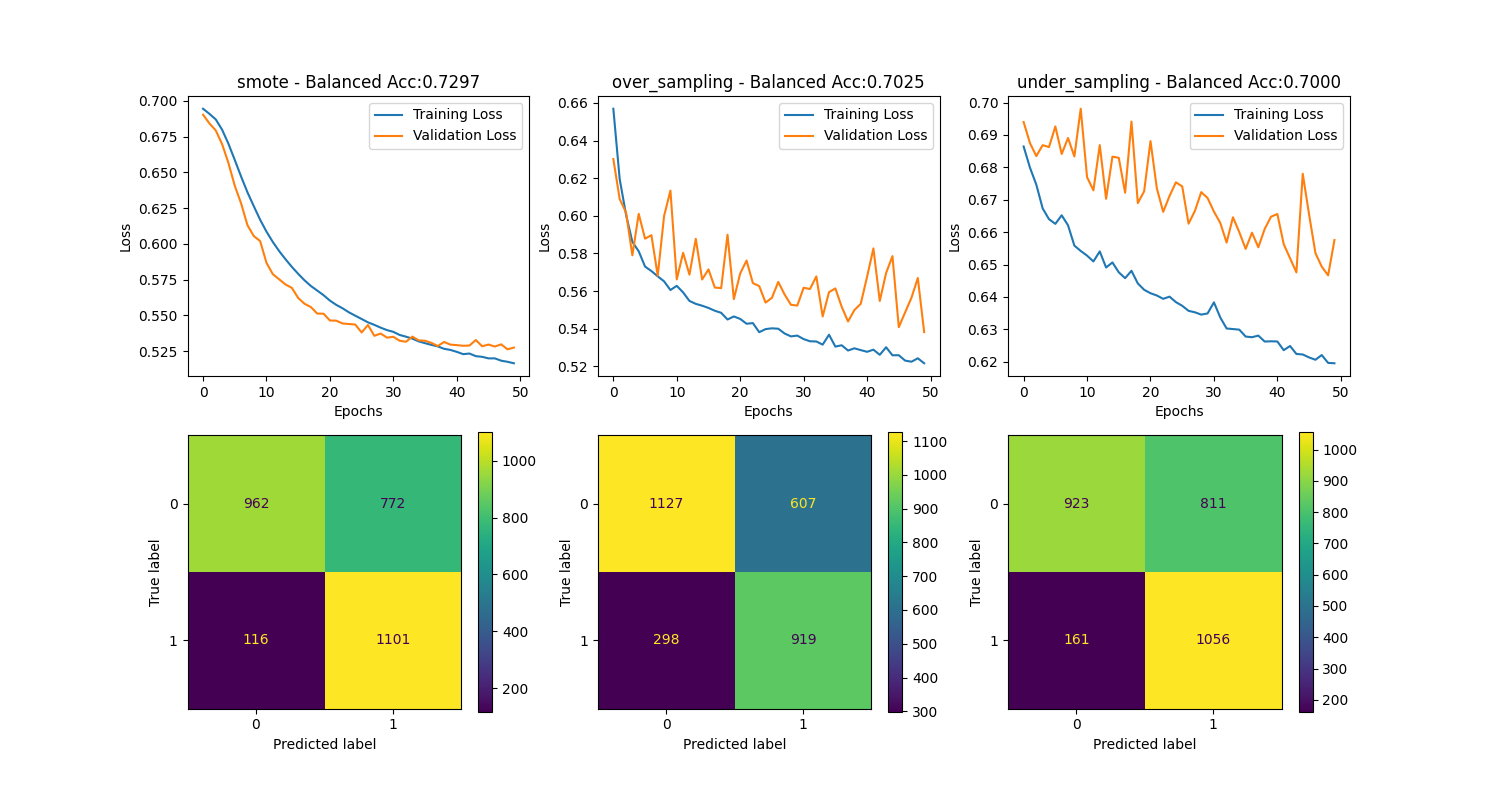 smote - Balanced Acc:0.7297
0.700
0.675
0.650
0.625
0.600
0.575
0.550
0.525
Loss
Training Loss
Validation Loss
0 10 20 30 40 50
Epochs
over_sampling - Balanced Acc:0.7025
0.66
0.64
0.62
0.60
0.58
0.56
0.54
0.52
Loss
Training Loss
Validation Loss
0 10 20 30 40 50
Epochs
under_sampling - Balanced Acc:0.7000
0.70
0.69
0.68
0.67
0.66
0.65
0.64
0.63
0.62
Loss
Training Loss
Validation Loss
0 10 20 30 40 50
Epochs
True label
0
962 772
1
116 1101
0 1
Predicted label
1000
800
600
400
200
True label
0
1127 607
1
298 919
0 1
Predicted label
1100
1000
900
800
700
600
500
400
300
True label
0
923 811
1
161 1056
0 1
Predicted label
1000
900
800
700
600
500
400
300
200